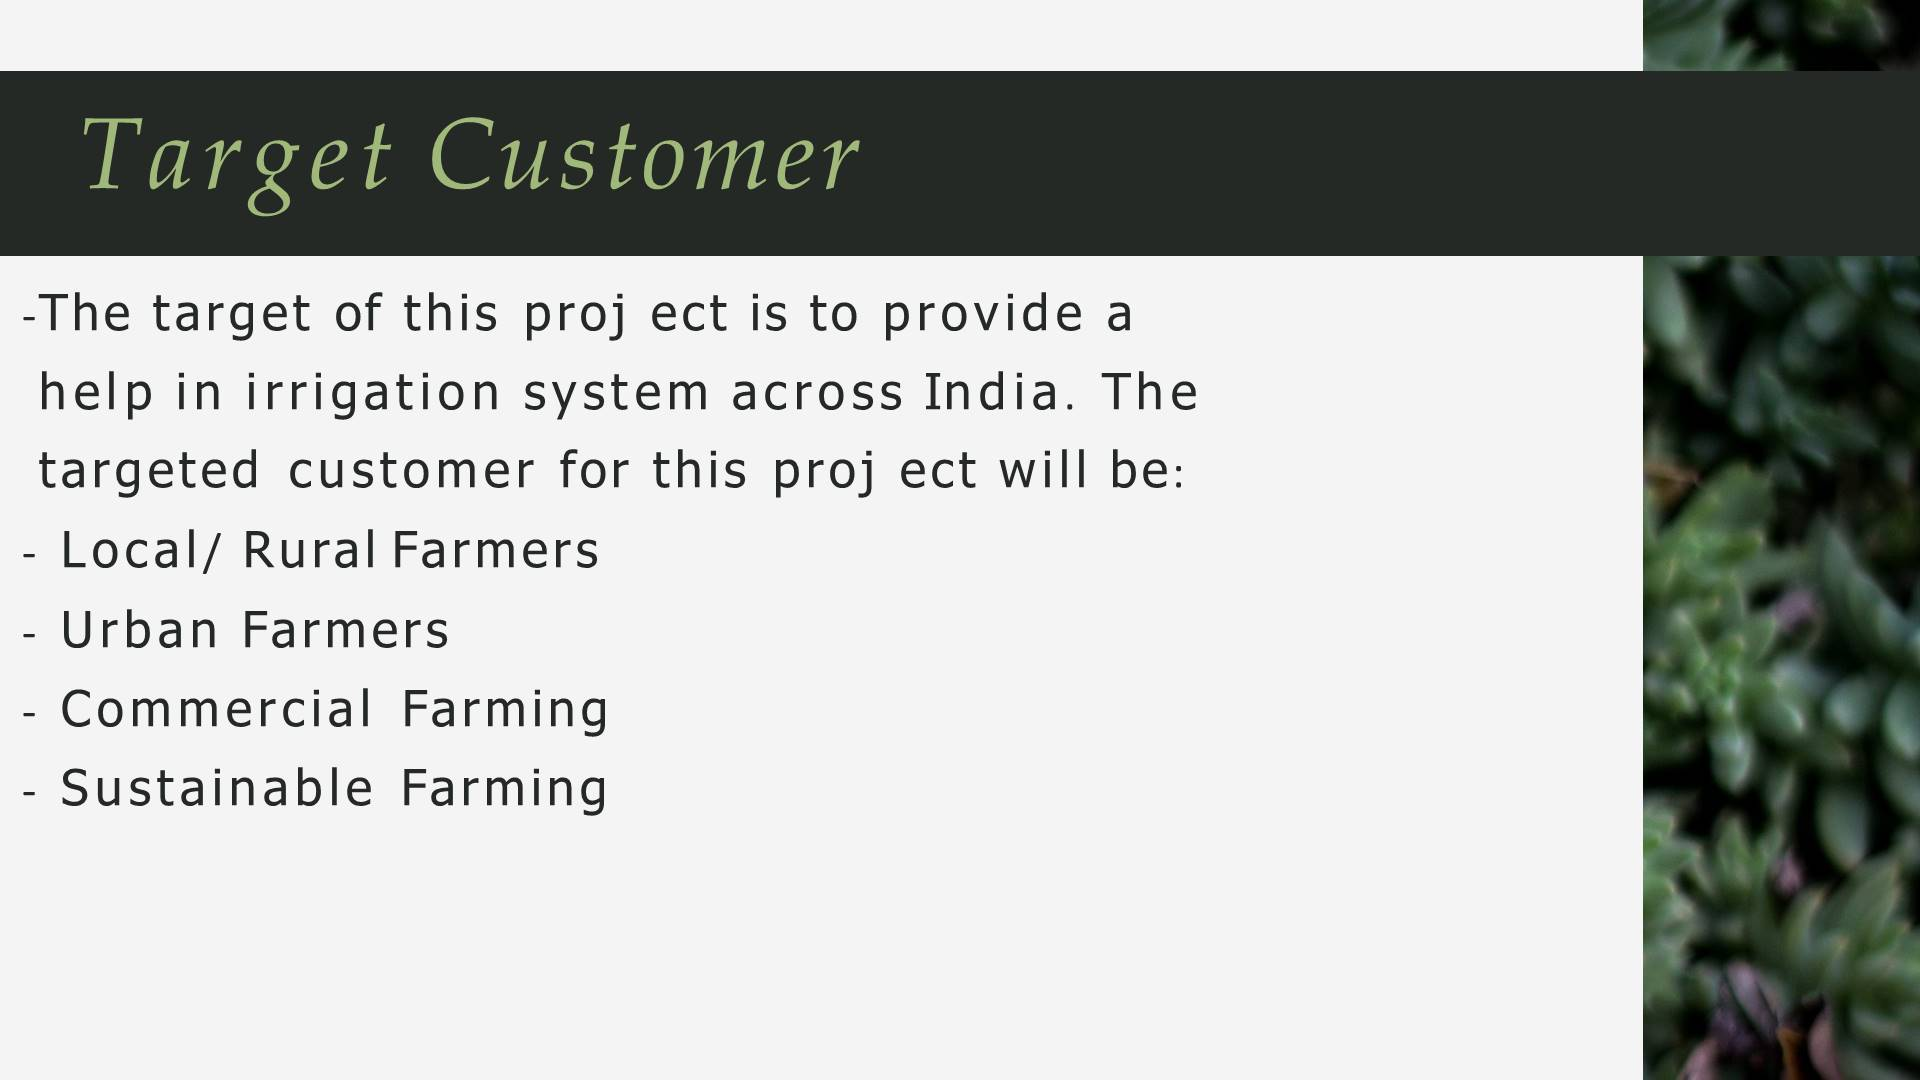 Target Customer
-The target of this proj ect is to provide a
help in irrigation system across India. The
targeted customer for this proj ect will be:
- Local/ Rural Farmers
- Urban Farmers
- Commercial Farming
- Sustainable Farming